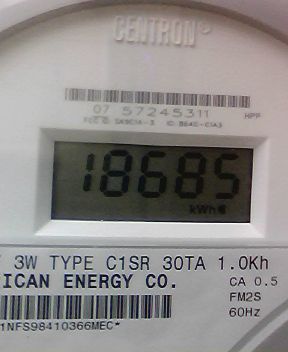 CENTRON®
07 57245311
HPP
18685
kWh
3W TYPE C1SR 30TA 1.0Kh
ICAN ENERGY CO.
CA 0.5
FM2S
60Hz
1NFS98410366MEC*